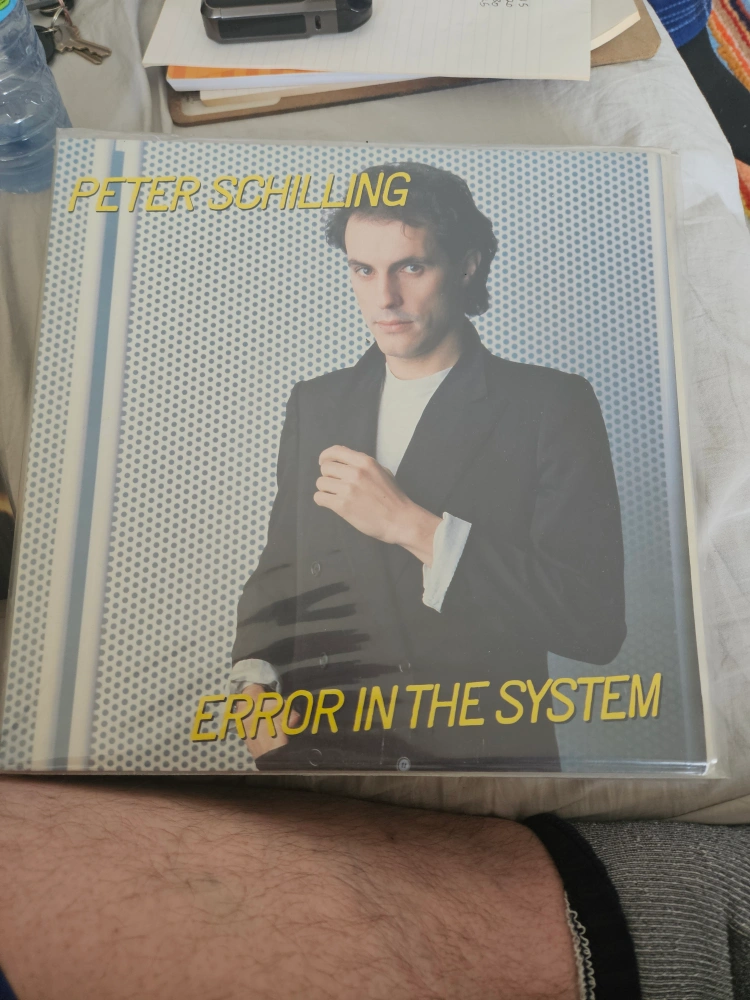 PETER SCHILLING
ERROR IN THE SYSTEM